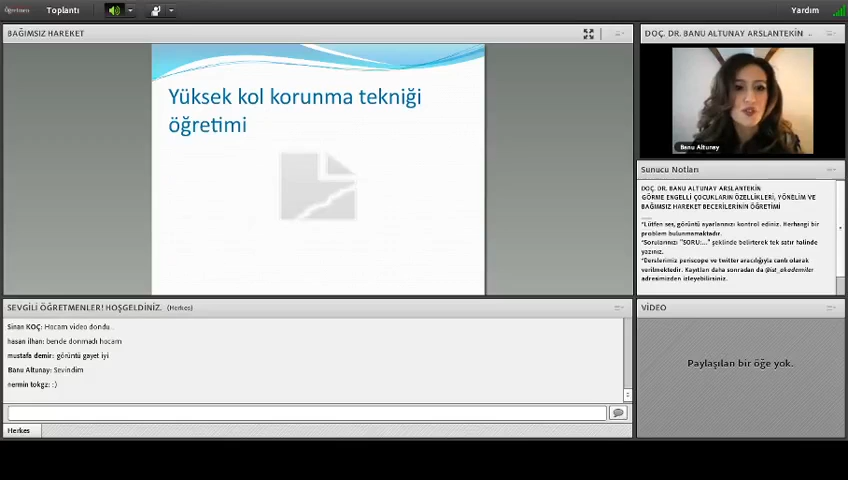 Öğretmen Toplantı Yardım
BAĞIMSIZ HAREKET
Yüksek kol korunma tekniği
öğretimi
DOÇ. DR. BANU ALTUNAY ARSLANTEKİN ..
Banu Altunay
Sunucu Notları
DOÇ. DR. BANU ALTUNAY ARSLANTEKİN
GÖRME ENGELLİ ÇOCUKLARIN ÖZELLİKLERİ, YÖNELİM VE
BAĞIMSIZ HAREKET BECERİLERİNİN ÖĞRETİMİ
*Lütfen ses, görüntü ayarlarınızı kontrol ediniz. Herhangi bir
problem bulunmamaktadır.
*Sorularınızı "SORU:..." şeklinde belirterek tek satır halinde
yazınız.
*Derslerimiz periscope ve twitter aracılığıyla canlı olarak
verilmektedir. Kayıtları daha sonradan da @ist_akademiler
adresimizden izleyebilirsiniz.
SEVGİLİ ÖĞRETMENLER! HOŞGELDİNİZ. (Herkes)
Sinan KOÇ: Hocam video dondu.
hasan ilhan: bende donmadı hocam
mustafa demir: görüntü gayet iyi
Banu Altunay: Sevindim
nermin tokgz: :)
Herkes
VİDEO
Paylaşılan bir öğe yok.